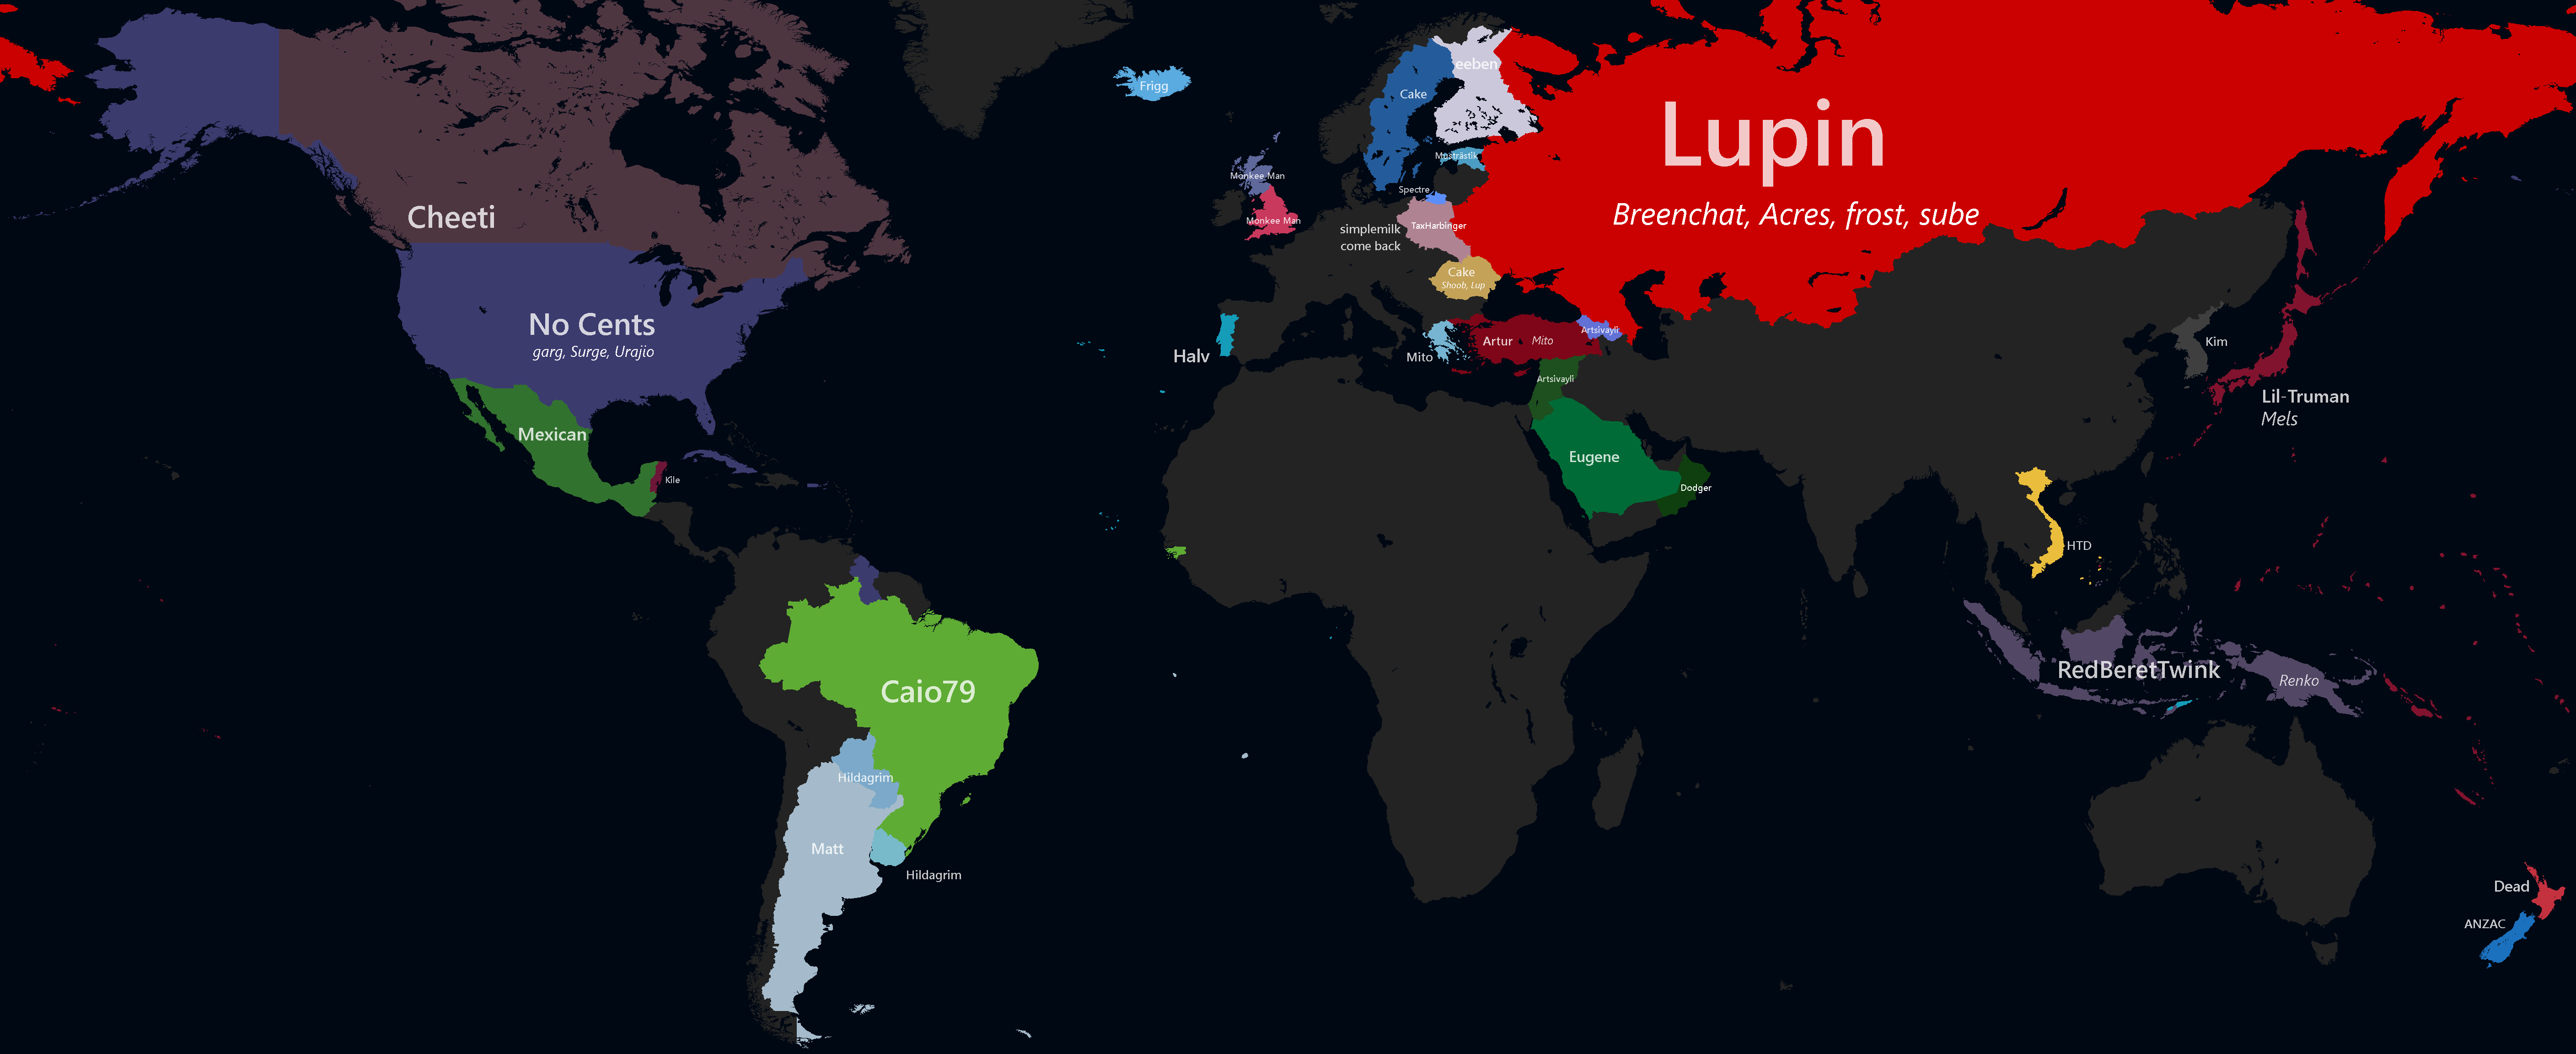 Cheeti
No Cents
garg, Surge, Urajio
Mexican
Kile
Caio79
Hildagrim
Matt
Hildagrim
Frigg
Monkee Man
Monkee Man
Halv
Cake
eeben
Musträstik
Spectre
TaxHarbinger
simplemilk
come back
Cake
Shoob, Lup
Mito
Artur
Mito
Artsivayli
Artsivayli
Eugene
Dodger
Lupin
Breenchat, Acres, frost, sube
Kim
Lil-Truman
Mels
HTD
RedBeretTwink
Renko
Dead
ANZAC